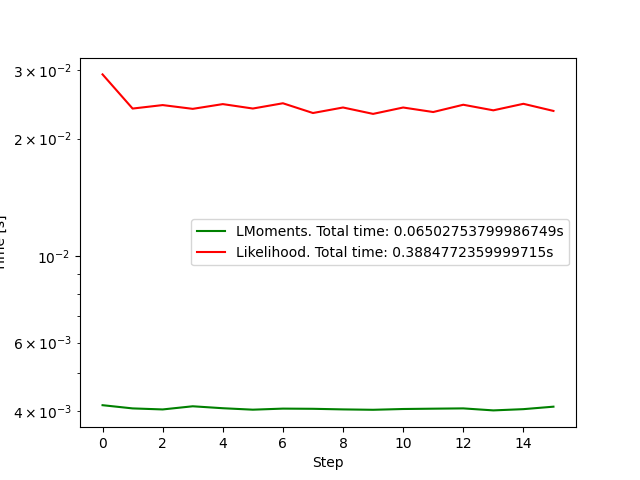 3 × 10⁻²
2 × 10⁻²
10⁻²
6 × 10⁻³
4 × 10⁻³
LMoments. Total time: 0.06502753799986749s
Likelihood. Total time: 0.3884772359999715s
0 2 4 6 8 10 12 14
Step